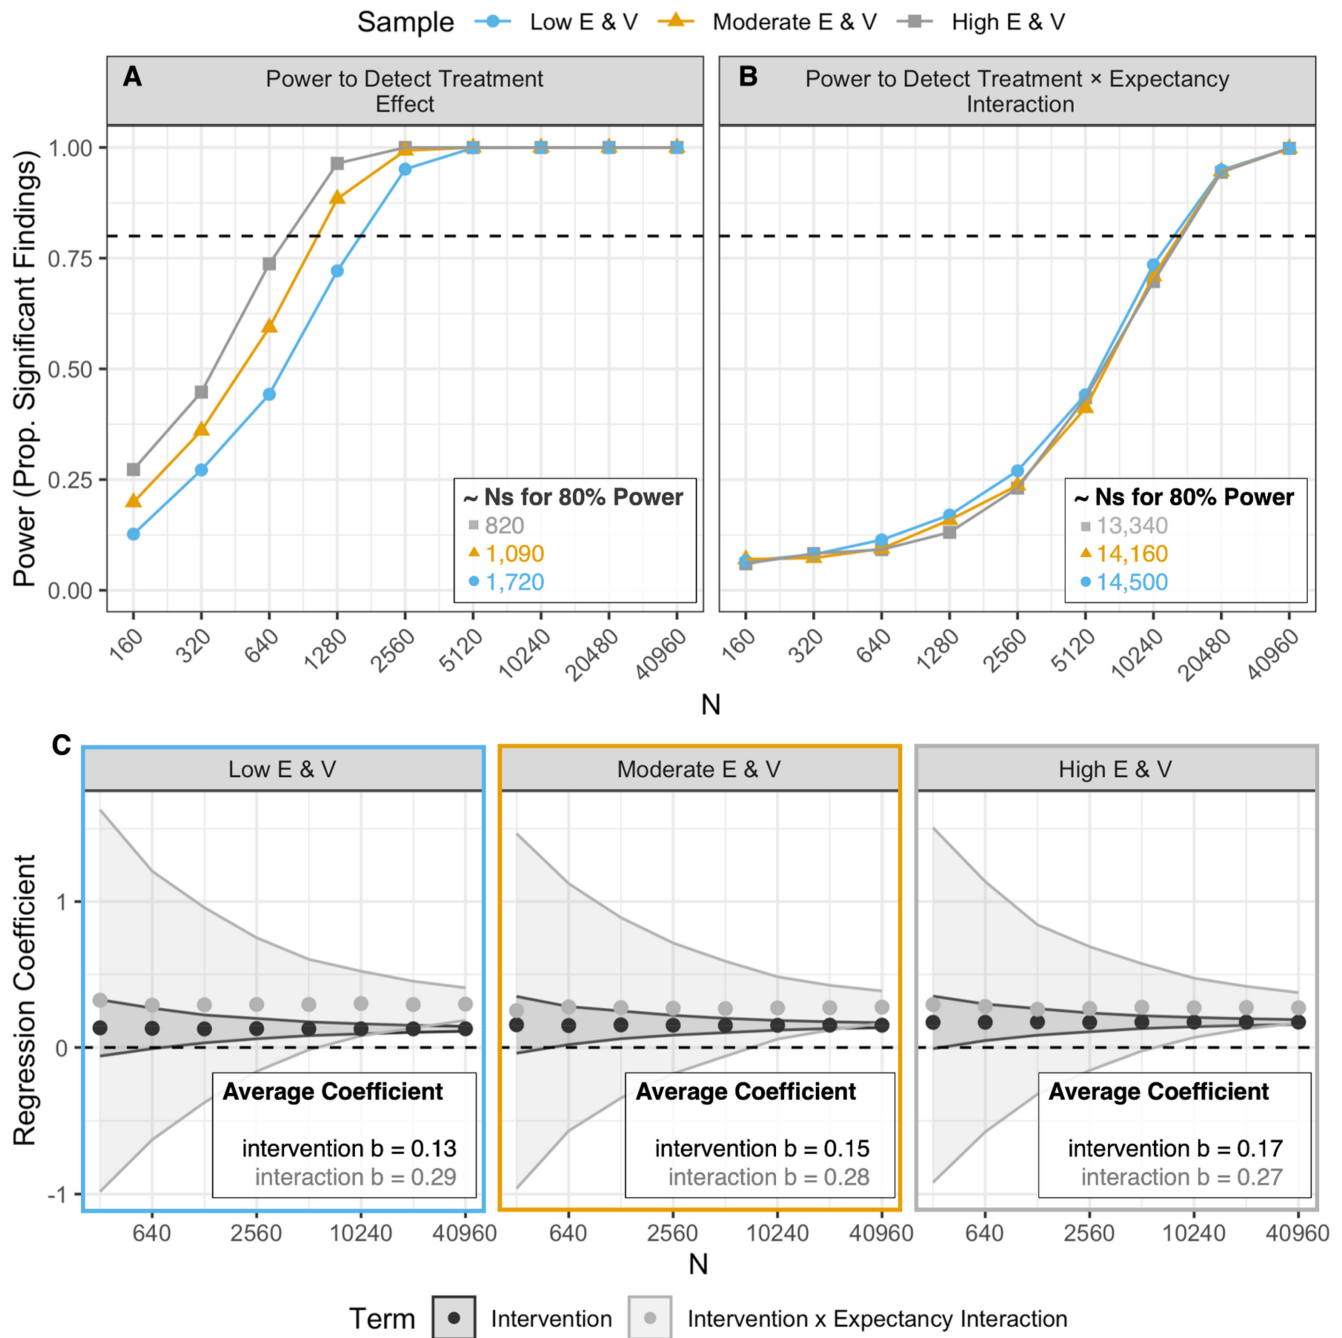 Sample Low E & V Moderate E & V High E & V
A
Power to Detect Treatment
Effect
B
Power to Detect Treatment × Expectancy
Interaction
Power (Prop. Significant Findings)
1.00
0.75
0.50
0.25
0.00
~ Ns for 80% Power
820
1,090
1,720
~ Ns for 80% Power
13,340
14,160
14,500
160 320 640 1280 2560 5120 10240 20480 40960
160 320 640 1280 2560 5120 10240 20480 40960
N
C
Low E & V
Moderate E & V
High E & V
Regression Coefficient
1
0
-1
Average Coefficient
intervention b = 0.13
interaction b = 0.29
Average Coefficient
intervention b = 0.15
interaction b = 0.28
Average Coefficient
intervention b = 0.17
interaction b = 0.27
640 2560 10240 40960
640 2560 10240 40960
640 2560 10240 40960
N
Term Intervention Intervention x Expectancy Interaction